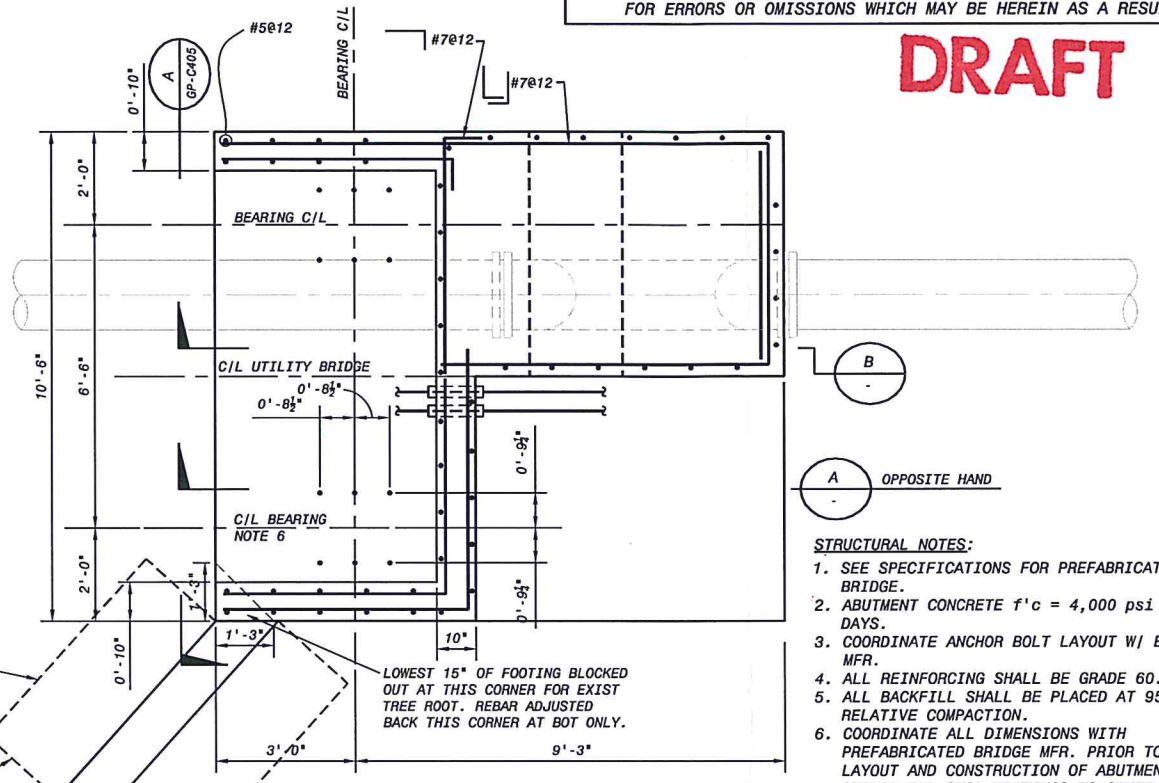 FOR ERRORS OR OMISSIONS WHICH MAY BE HEREIN AS A RESU
DRAFT
#5@12
BEARING C/L
#7@12
#7@12
A
GP-C405
0'-10"
2'-0"
BEARING C/L
10'-6"
6'-6"
C/L UTILITY BRIDGE
0'-8½"
0'-8½"
B
-
0'-9½"
A
-
OPPOSITE HAND
C/L BEARING
NOTE 6
2'-0"
1'-3"
0'-9½"
0'-10"
1'-3"
10"
LOWEST 15" OF FOOTING BLOCKED
OUT AT THIS CORNER FOR EXIST
TREE ROOT. REBAR ADJUSTED
BACK THIS CORNER AT BOT ONLY.
3'-0"
9'-3"
STRUCTURAL NOTES:
1. SEE SPECIFICATIONS FOR PREFABRICAT
BRIDGE.
2. ABUTMENT CONCRETE f'c = 4,000 psi
DAYS.
3. COORDINATE ANCHOR BOLT LAYOUT W/ B
MFR.
4. ALL REINFORCING SHALL BE GRADE 60.
5. ALL BACKFILL SHALL BE PLACED AT 95
RELATIVE COMPACTION.
6. COORDINATE ALL DIMENSIONS WITH
PREFABRICATED BRIDGE MFR. PRIOR TO
LAYOUT AND CONSTRUCTION OF ABUTMEN